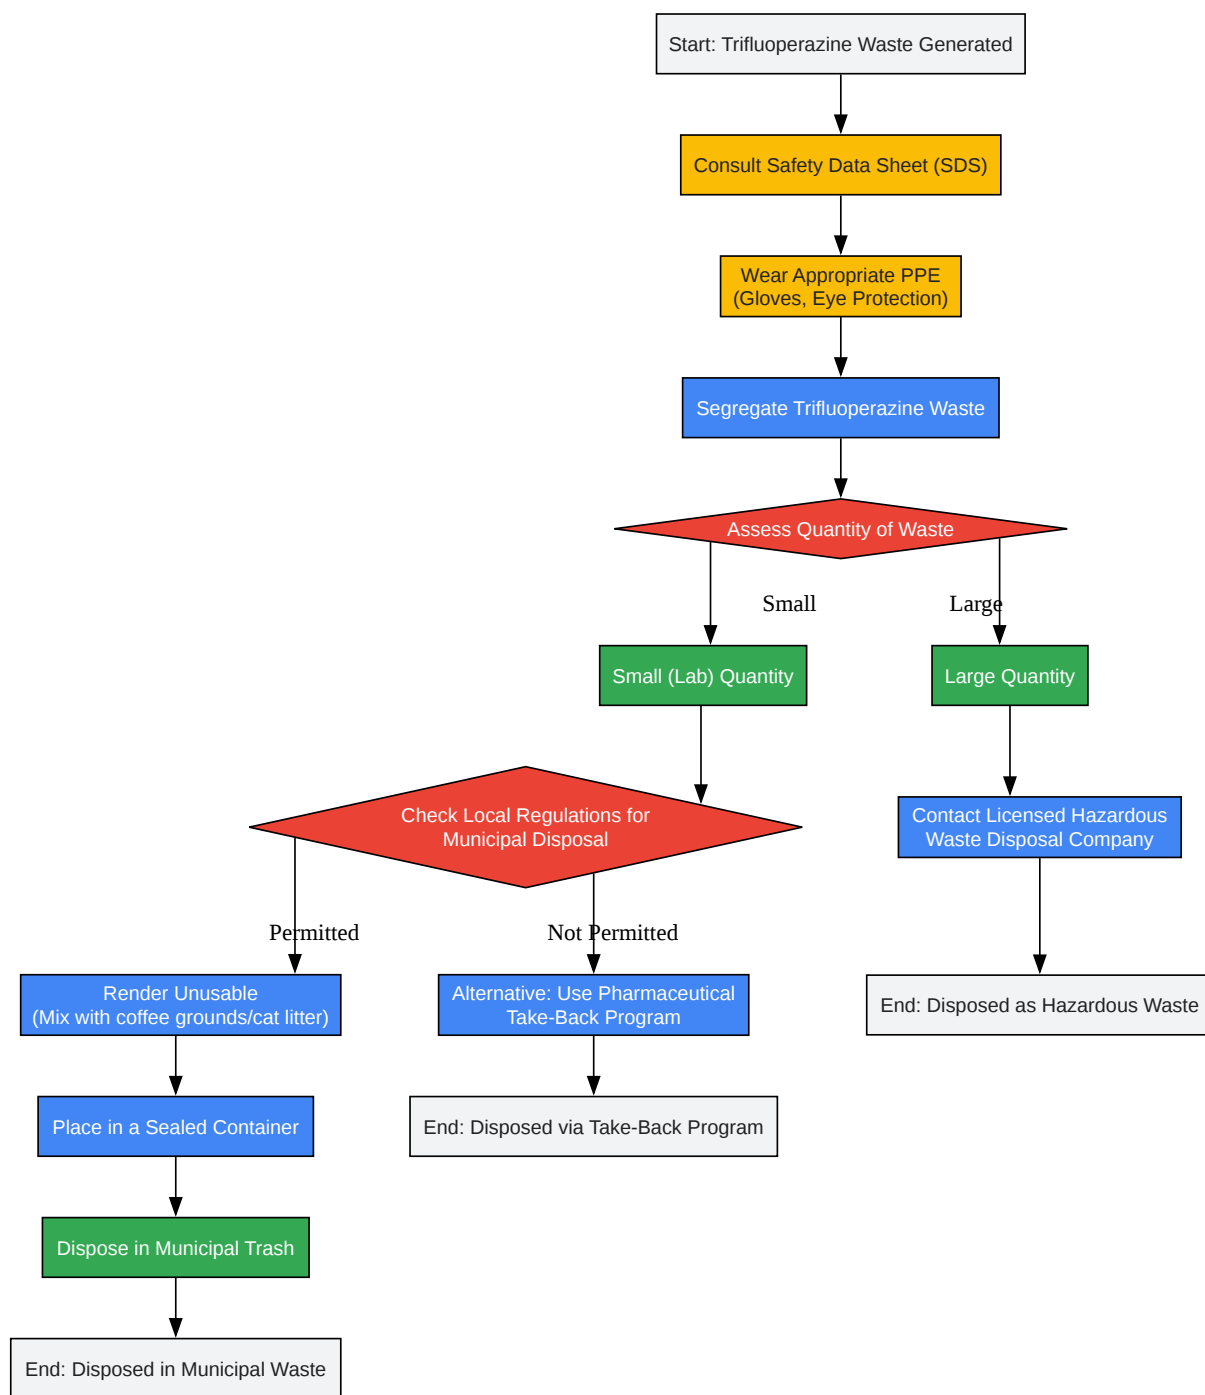 Start: Trifluoperazine Waste Generated
Consult Safety Data Sheet (SDS)
Wear Appropriate PPE
(Gloves, Eye Protection)
Segregate Trifluoperazine Waste
Assess Quantity of Waste
Small
Large
Small (Lab) Quantity
Large Quantity
Check Local Regulations for
Municipal Disposal
Contact Licensed Hazardous
Waste Disposal Company
Permitted
Not Permitted
Render Unusable
(Mix with coffee grounds/cat litter)
Alternative: Use Pharmaceutical
Take-Back Program
End: Disposed as Hazardous Waste
Place in a Sealed Container
End: Disposed via Take-Back Program
Dispose in Municipal Trash
End: Disposed in Municipal Waste